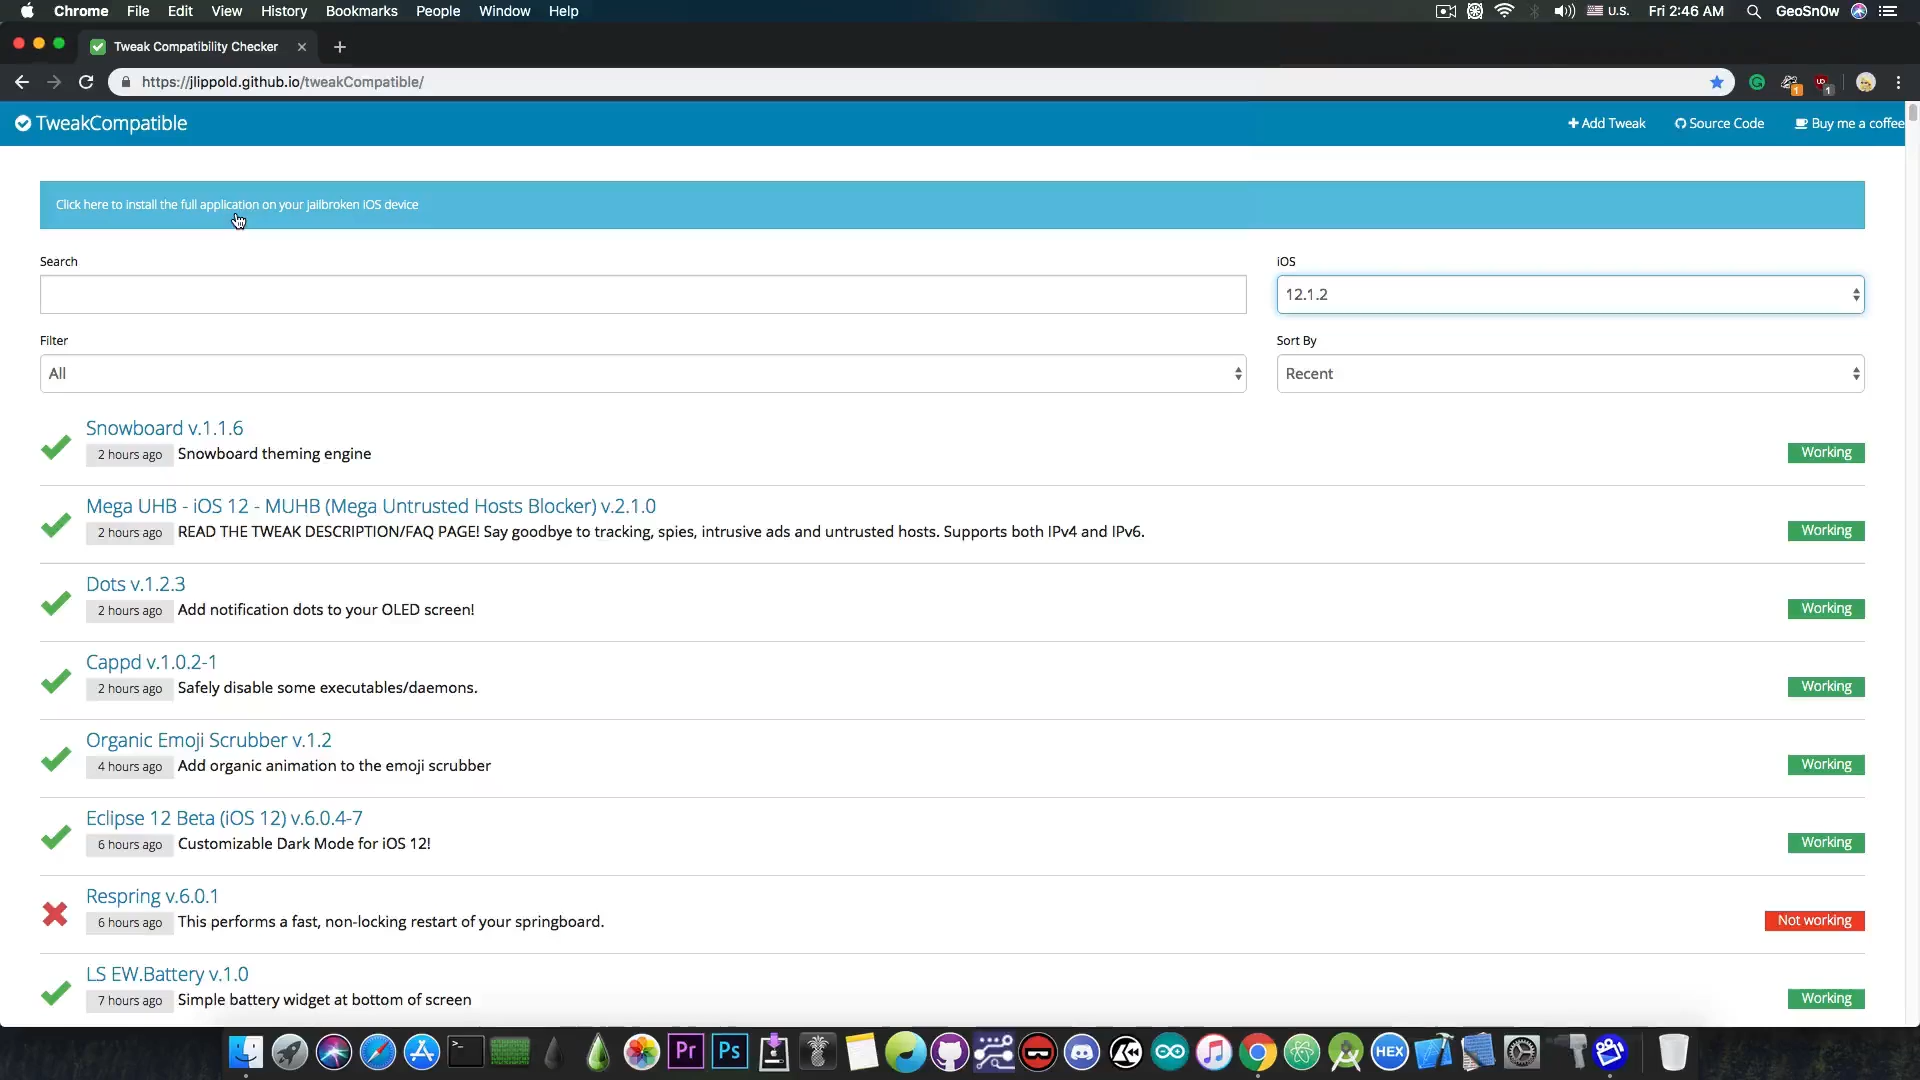 Chrome File Edit View History Bookmarks People Window Help
U.S. Fri 2:46 AM GeoSn0w
Tweak Compatibility Checker
https://jlippold.github.io/tweakCompatible/
1
1
TweakCompatible
Add Tweak
Source Code
Buy me a coffee
Click here to install the full application on your jailbroken IOS device
Search
iOS
12.1.2
Filter
Sort By
All
Recent
Snowboard v.1.1.6
2 hours ago Snowboard theming engine
Working
Mega UHB - iOS 12 - MUHB (Mega Untrusted Hosts Blocker) v.2.1.0
2 hours ago READ THE TWEAK DESCRIPTION/FAQ PAGE! Say goodbye to tracking, spies, intrusive ads and untrusted hosts. Supports both IPv4 and IPv6.
Working
Dots v.1.2.3
2 hours ago Add notification dots to your OLED screen!
Working
Cappd v.1.0.2-1
2 hours ago Safely disable some executables/daemons.
Working
Organic Emoji Scrubber v.1.2
4 hours ago Add organic animation to the emoji scrubber
Working
Eclipse 12 Beta (iOS 12) v.6.0.4-7
6 hours ago Customizable Dark Mode for iOS 12!
Working
Respring v.6.0.1
6 hours ago This performs a fast, non-locking restart of your springboard.
Not working
LS EW.Battery v.1.0
7 hours ago Simple battery widget at bottom of screen
Working
Pr Ps HEX